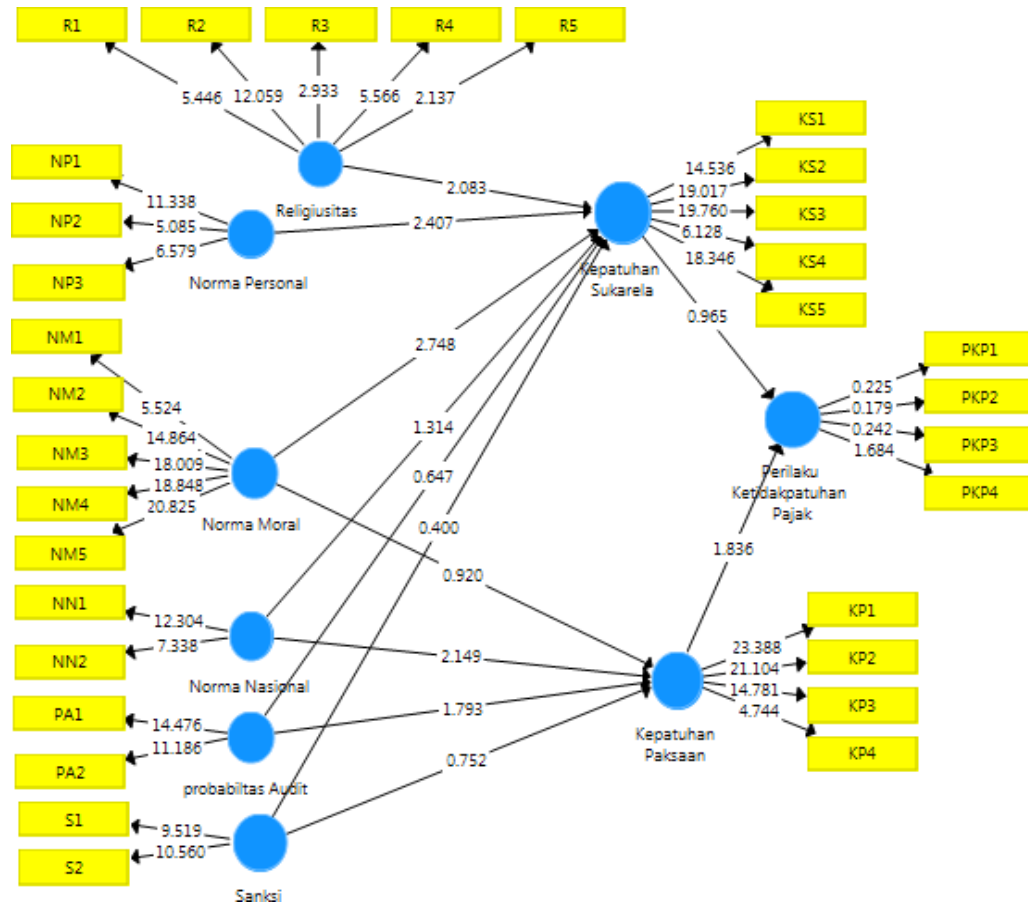 R1 R2 R3 R4 R5
5.446 12.059 2.933 5.566 2.137
Religiusitas
NP1
NP2
NP3
11.338
5.085
6.579
Norma Personal
2.083
2.407
KS1
KS2
KS3
KS4
KS5
14.536
19.017
19.760
6.128
18.346
Kepatuhan
Sukarela
NM1
NM2
NM3
NM4
NM5
5.524
14.864
18.009
18.848
20.825
Norma Moral
2.748
1.314
0.647
0.400
0.920
0.965
PKP1
PKP2
PKP3
PKP4
0.225
0.179
0.242
1.684
Perilaku
Ketidakpatuhan
Pajak
1.836
NN1
NN2
12.304
7.338
Norma Nasional
2.149
PA1
PA2
14.476
11.186
probabiltas Audit
1.793
KP1
KP2
KP3
KP4
23.388
21.104
14.781
4.744
Kepatuhan
Paksaan
S1
S2
9.519
10.560
Sanksi
0.752